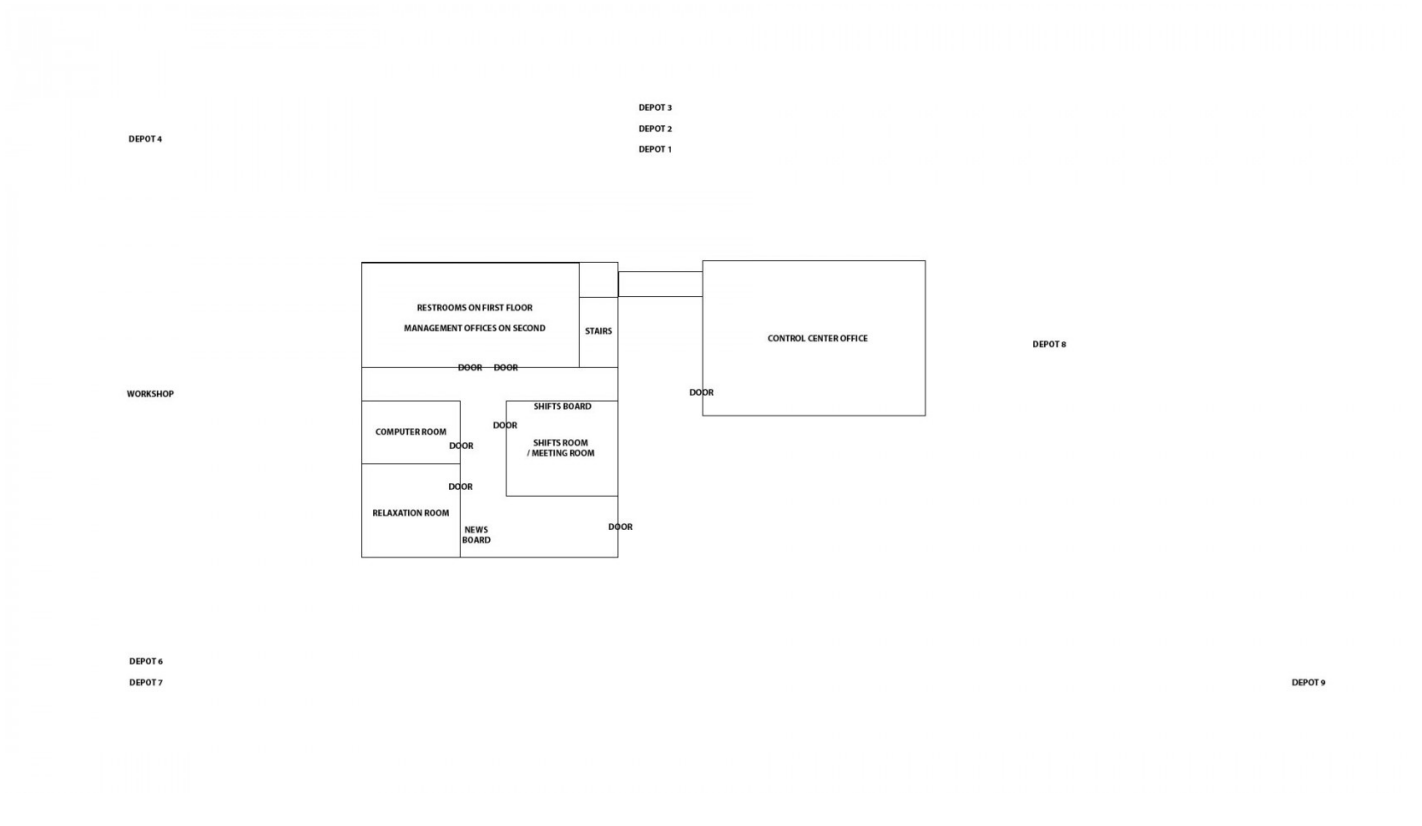 DEPOT 3
DEPOT 4
DEPOT 2
DEPOT 1
RESTROOMS ON FIRST FLOOR
MANAGEMENT OFFICES ON SECOND
STAIRS
CONTROL CENTER OFFICE
DEPOT 8
DOOR DOOR
WORKSHOP
DOOR
SHIFTS BOARD
DOOR
COMPUTER ROOM
DOOR
SHIFTS ROOM
/ MEETING ROOM
DOOR
RELAXATION ROOM
NEWS
BOARD
DOOR
DEPOT 6
DEPOT 7
DEPOT 9